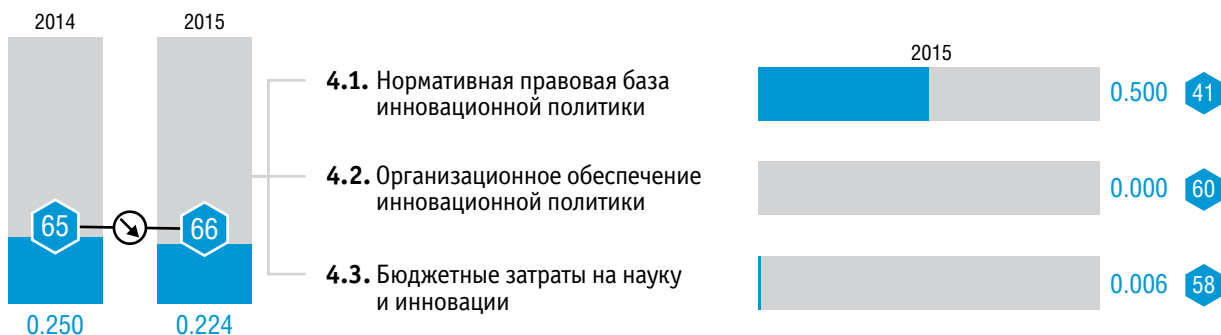 2014
2015
65
66
0.250
0.224
2015
4.1. Нормативная правовая база
инновационной политики
0.500
41
4.2. Организационное обеспечение
инновационной политики
0.000
60
4.3. Бюджетные затраты на науку
и инновации
0.006
58